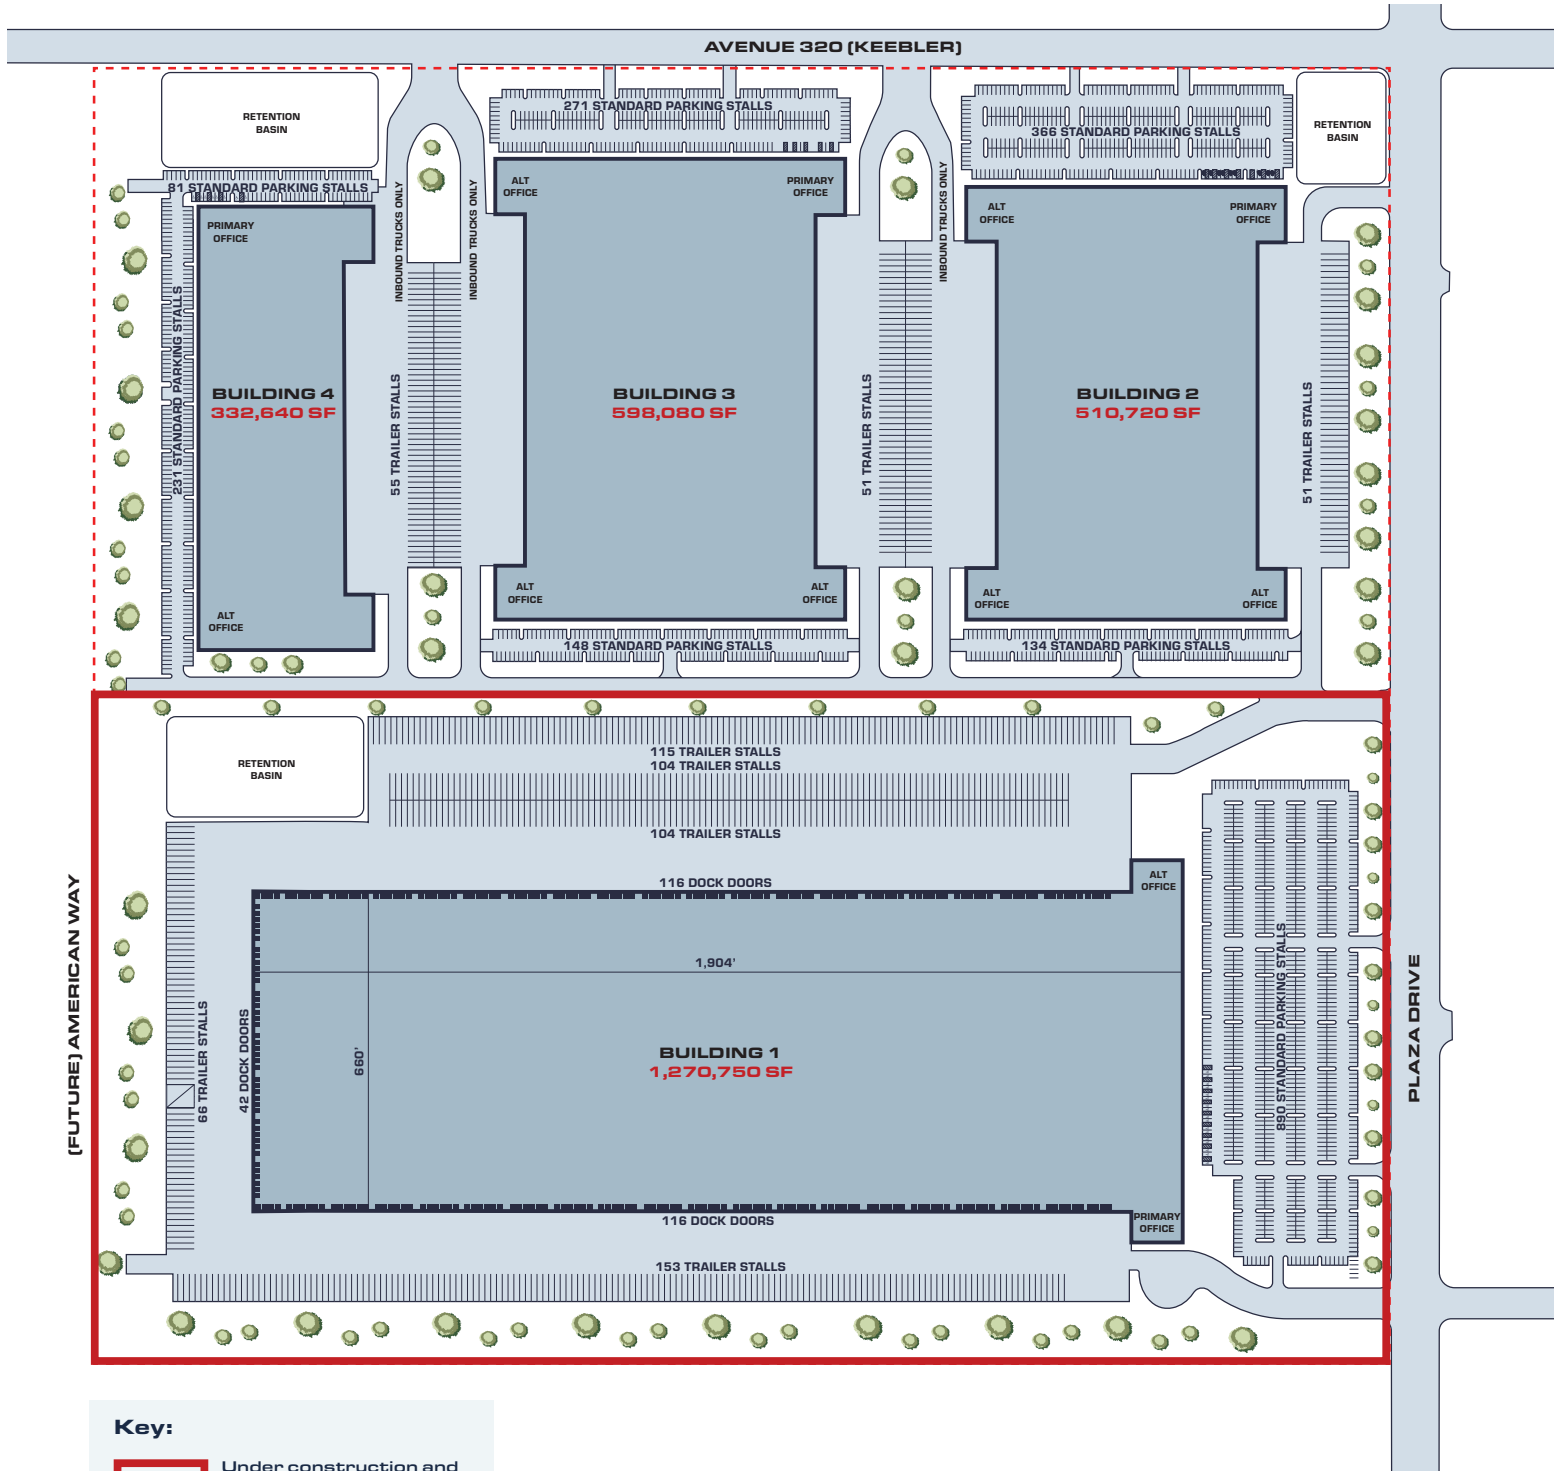 AVENUE 320 (KEEBLER)
RETENTION
BASIN
271 STANDARD PARKING STALLS
366 STANDARD PARKING STALLS
RETENTION
BASIN
81 STANDARD PARKING STALLS
PRIMARY
OFFICE
INBOUND TRUCKS ONLY
INBOUND TRUCKS ONLY
ALT
OFFICE
PRIMARY
OFFICE
INBOUND TRUCKS ONLY
ALT
OFFICE
PRIMARY
OFFICE
231 STANDARD PARKING STALLS
BUILDING 4
332,640 SF
55 TRAILER STALLS
BUILDING 3
598,080 SF
51 TRAILER STALLS
BUILDING 2
510,720 SF
51 TRAILER STALLS
ALT
OFFICE
ALT
OFFICE
ALT
OFFICE
ALT
OFFICE
ALT
OFFICE
148 STANDARD PARKING STALLS
134 STANDARD PARKING STALLS
RETENTION
BASIN
115 TRAILER STALLS
104 TRAILER STALLS
104 TRAILER STALLS
116 DOCK DOORS
ALT
OFFICE
1,904'
(FUTURE) AMERICAN WAY
66 TRAILER STALLS
42 DOCK DOORS
660'
BUILDING 1
1,270,750 SF
890 STANDARD PARKING STALLS
PLAZA DRIVE
116 DOCK DOORS
PRIMARY
OFFICE
153 TRAILER STALLS
Key:
Under construction and